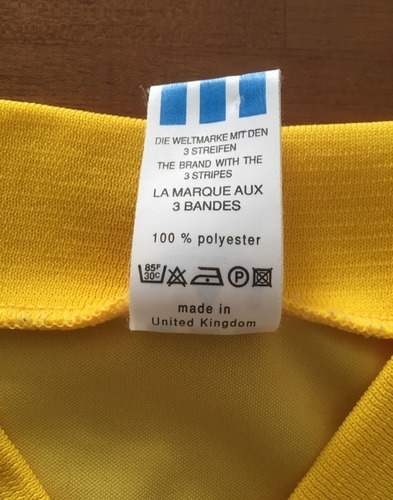 DIE WELTMARKE MIT DEN
3 STREIFEN
THE BRAND WITH THE
3 STRIPES
LA MARQUE AUX
3 BANDES
100 % polyester
85F
30C
P
made in
United Kingdom